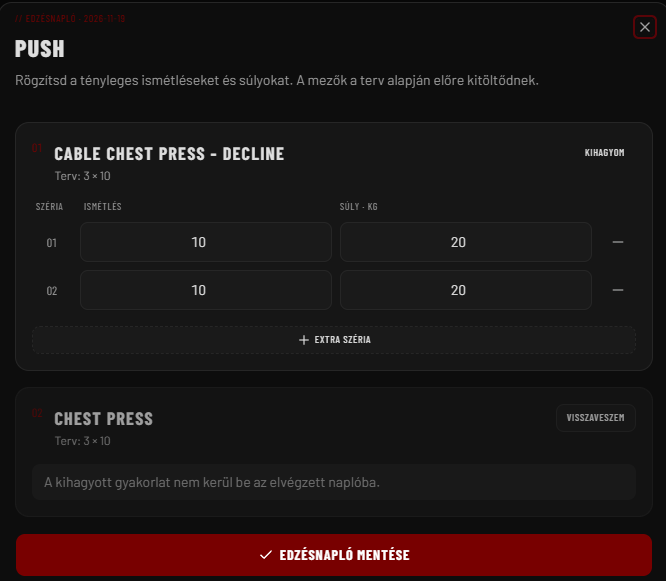 // EDZÉSNAPLÓ · 2026-11-13
PUSH
Rögzítsd a tényleges ismétléseket és súlyokat. A mezők a terv alapján előre kitöltődnek.
01
CABLE CHEST PRESS - DECLINE
KIHAGYOM
Terv: 3 × 10
SZÉRIA ISMÉTLÉS SÚLY · KG
01 10 20
02 10 20
+ EXTRA SZÉRIA
02
CHEST PRESS
VISSZAVESZEM
Terv: 3 × 10
A kihagyott gyakorlat nem kerül be az elvégzett naplóba.
EDZÉSNAPLÓ MENTÉSE